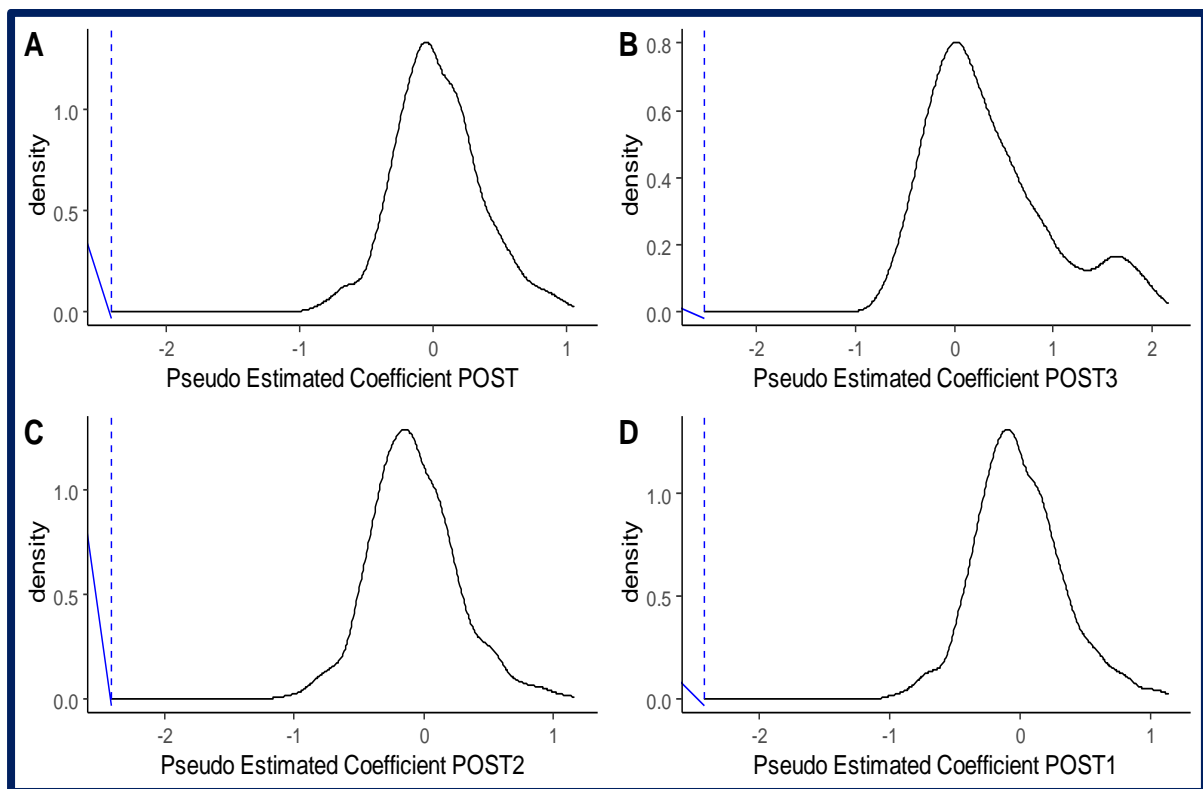 A
density
1.0
0.5
0.0
-2 -1 0 1
Pseudo Estimated Coefficient POST
B
density
0.8
0.6
0.4
0.2
0.0
-2 -1 0 1 2
Pseudo Estimated Coefficient POST3
C
density
1.0
0.5
0.0
-2 -1 0 1
Pseudo Estimated Coefficient POST2
D
density
1.0
0.5
0.0
-2 -1 0 1
Pseudo Estimated Coefficient POST1